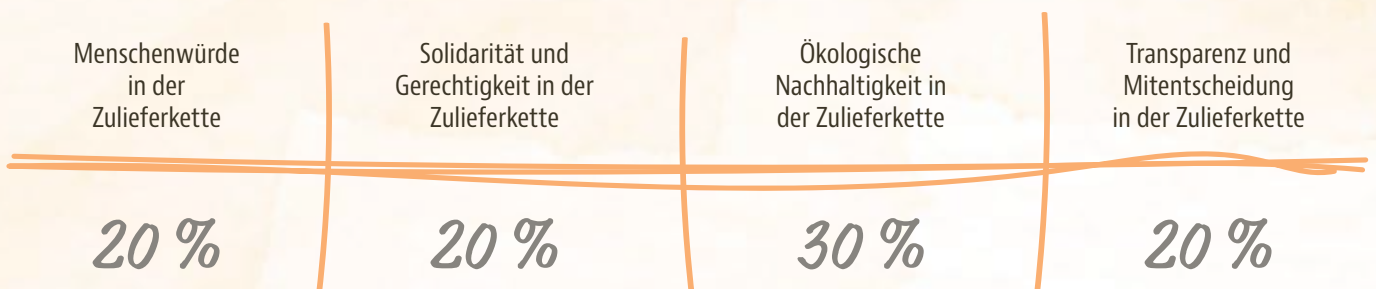 Menschenwürde
in der
Zulieferkette
Solidarität und
Gerechtigkeit in der
Zulieferkette
Ökologische
Nachhaltigkeit in
der Zulieferkette
Transparenz und
Mitentscheidung
in der Zulieferkette
20 %
20 %
30 %
20 %